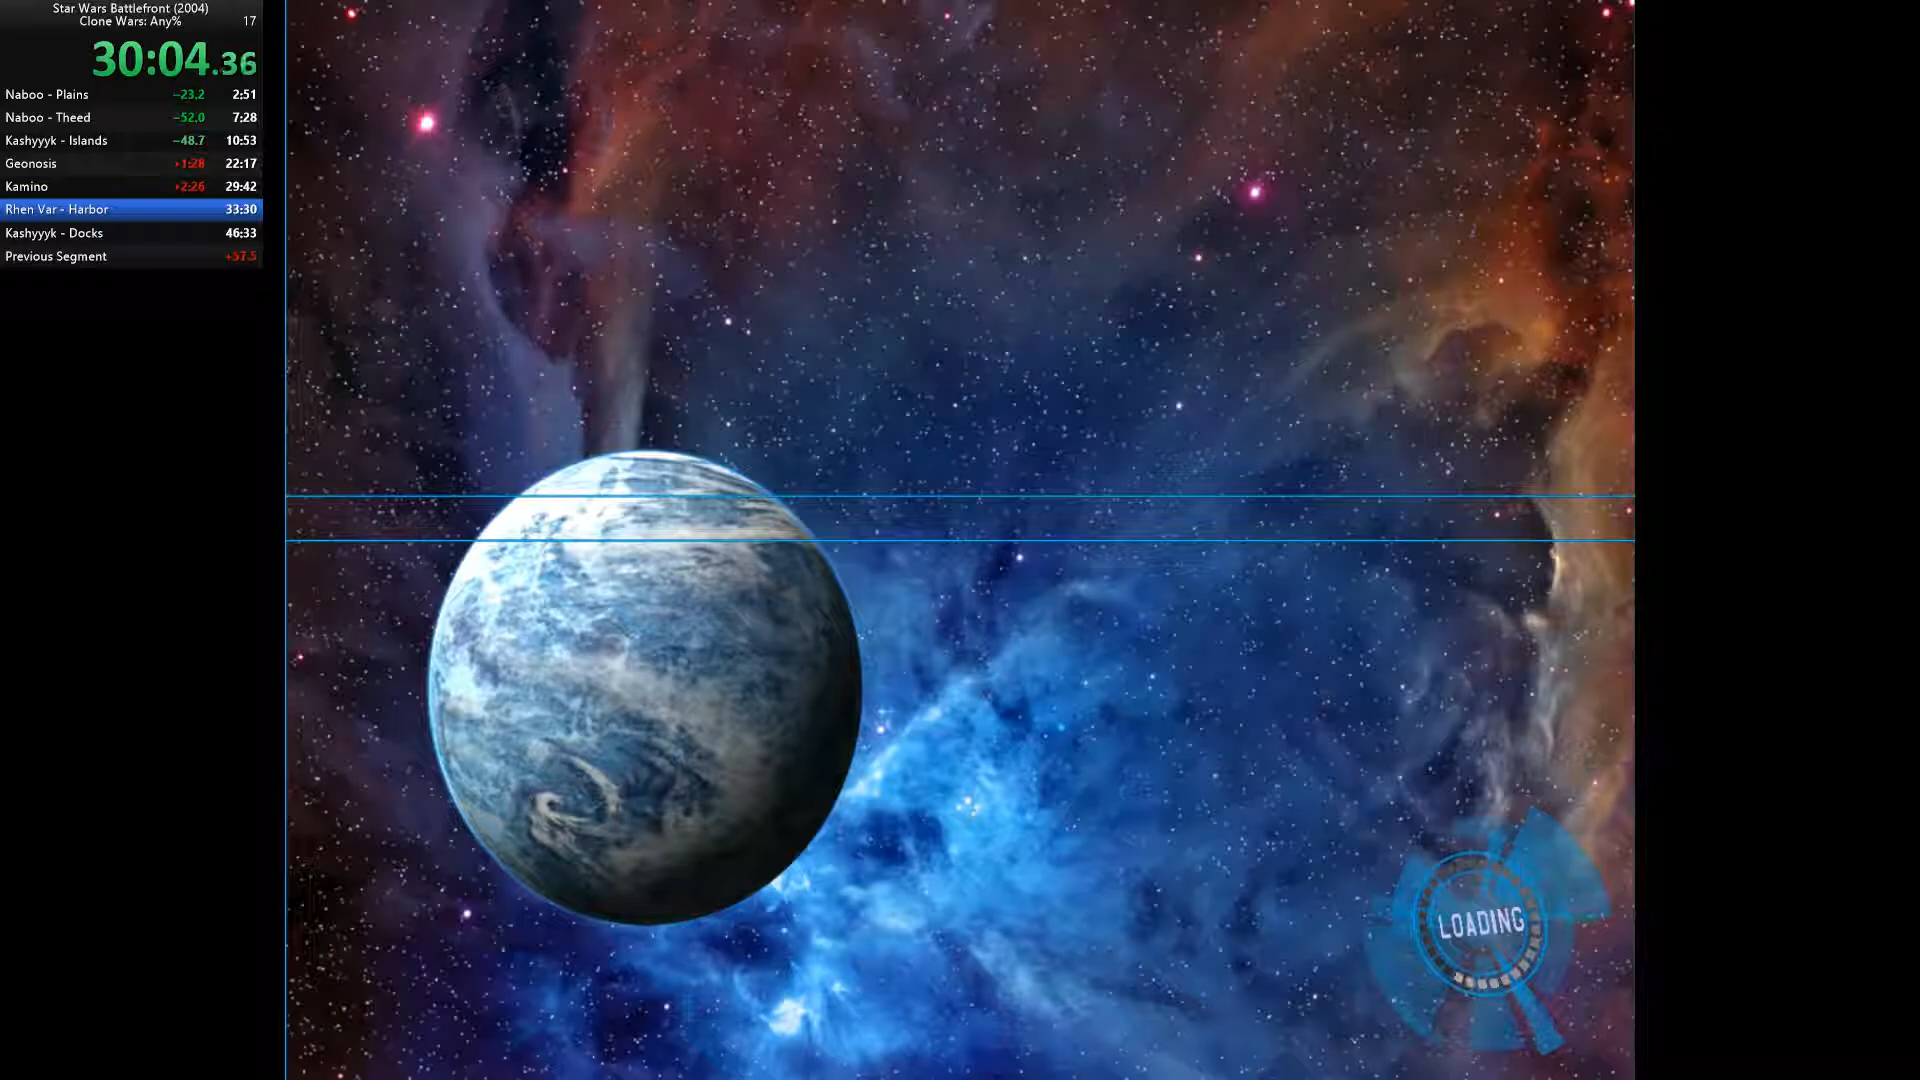 Star Wars Battlefront (2004)
Clone Wars: Any% 17
30:04.36
Naboo - Plains −23.2 2:51
Naboo - Theed −52.0 7:28
Kashyyyk - Islands −48.7 10:53
Geonosis +1:28 22:17
Kamino +2:26 29:42
Rhen Var - Harbor 33:30
Kashyyyk - Docks 46:33
Previous Segment +57.5
LOADING